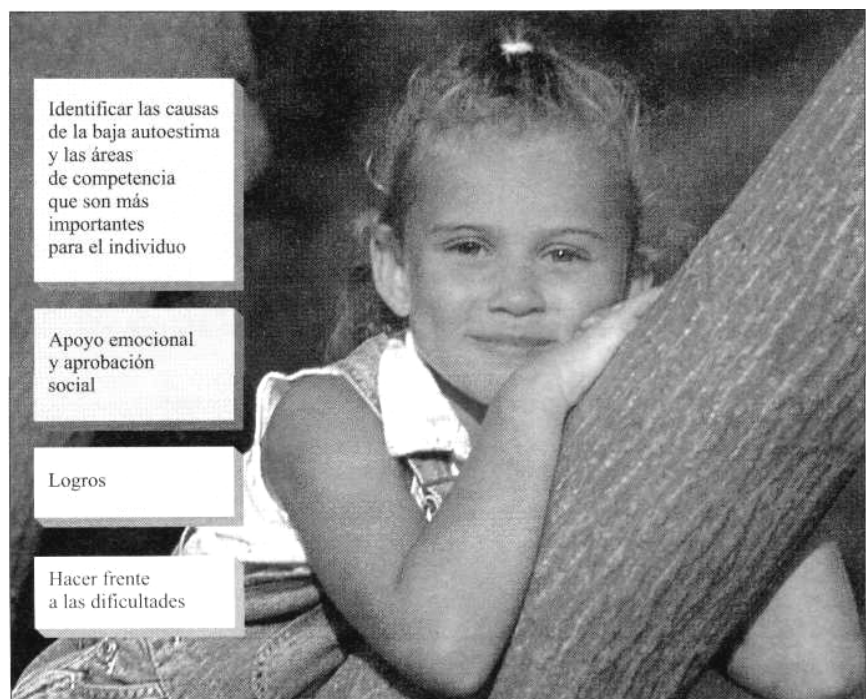 Identificar las causas
de la baja autoestima
y las áreas
de competencia
que son más
importantes
para el individuo
Apoyo emocional
y aprobación
social
Logros
Hacer frente
a las dificultades